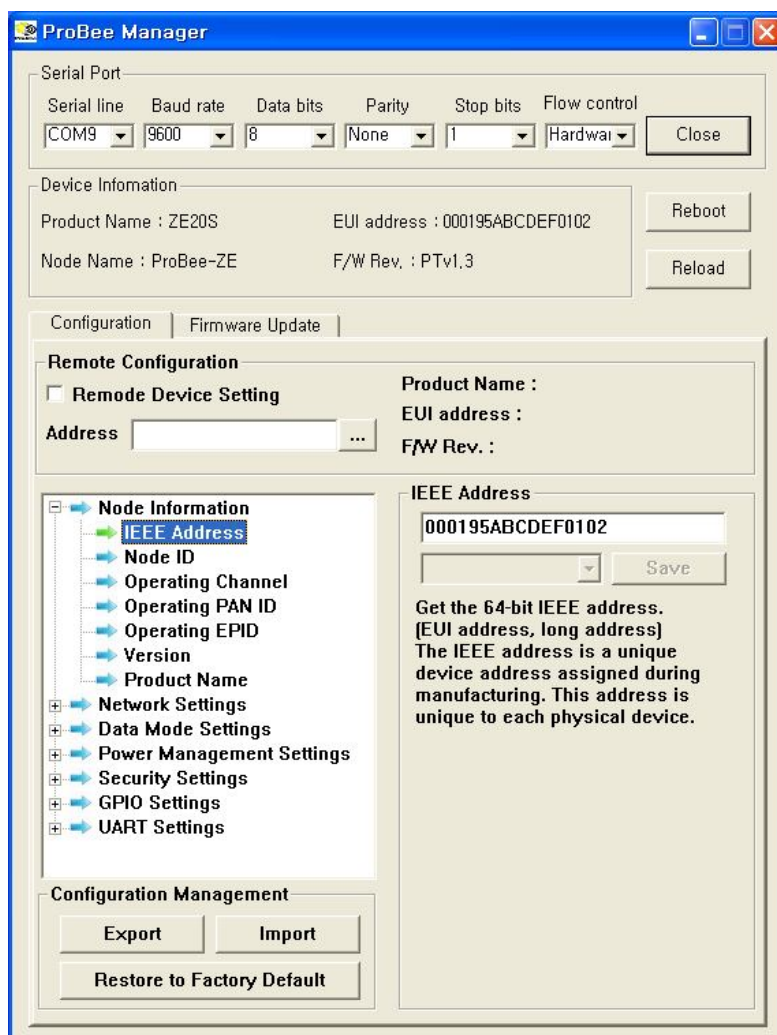 ProBee Manager
Serial Port
Serial line Baud rate Data bits Parity Stop bits Flow control
COM9 9600 8 None 1 Hardwar Close
Device Infomation
Product Name : ZE20S EUI address : 000195ABCDEF0102 Reboot
Node Name : ProBee-ZE F/W Rev. : PTv1.3 Reload
Configuration Firmware Update
Remote Configuration
Remode Device Setting
Address ...
Product Name :
EUI address :
F/W Rev. :
Node Information
IEEE Address
Node ID
Operating Channel
Operating PAN ID
Operating EPID
Version
Product Name
Network Settings
Data Mode Settings
Power Management Settings
Security Settings
GPIO Settings
UART Settings
IEEE Address
000195ABCDEF0102
Save
Get the 64-bit IEEE address.
(EUI address, long address)
The IEEE address is a unique
device address assigned during
manufacturing. This address is
unique to each physical device.
Configuration Management
Export Import
Restore to Factory Default